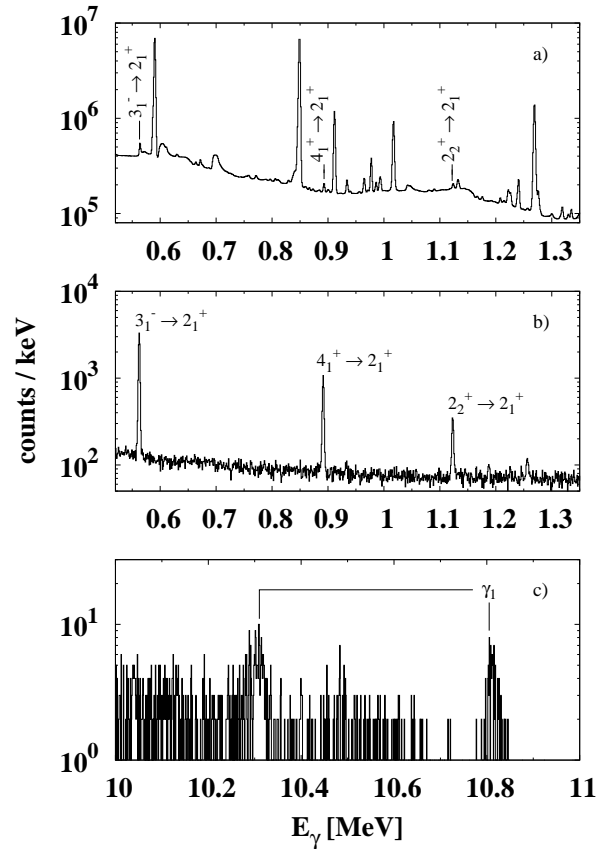 a)
10^7
10^6
10^5
3_1^- → 2_1^+
4_1^+ → 2_1^+
2_2^+ → 2_1^+
0.6 0.7 0.8 0.9 1 1.1 1.2 1.3
b)
10^4
10^3
10^2
3_1^- → 2_1^+
4_1^+ → 2_1^+
2_2^+ → 2_1^+
0.6 0.7 0.8 0.9 1 1.1 1.2 1.3
counts / keV
c)
γ_1
10^1
10^0
10 10.2 10.4 10.6 10.8 11
E_γ [MeV]